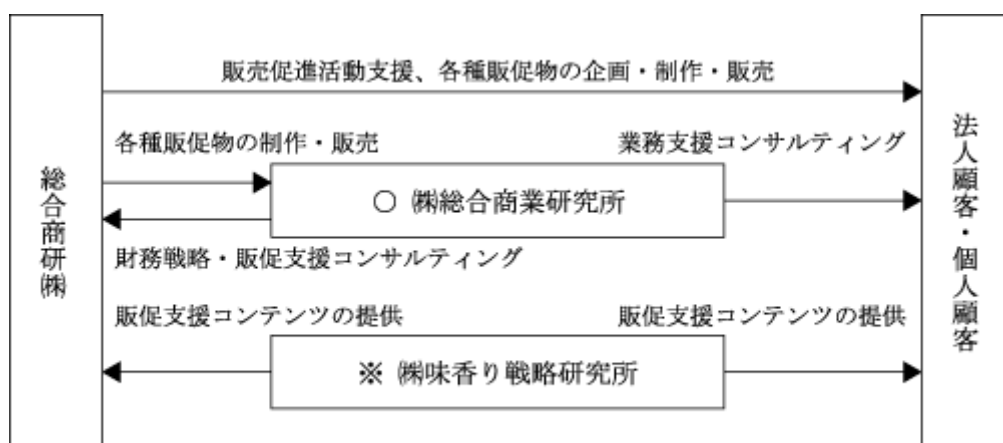 販売促進活動支援、各種販促物の企画・制作・販売
各種販促物の制作・販売
業務支援コンサルティング
総合商研㈱
○ ㈱総合商業研究所
法人顧客・個人顧客
財務戦略・販促支援コンサルティング
販促支援コンテンツの提供
販促支援コンテンツの提供
※ ㈱味香り戦略研究所